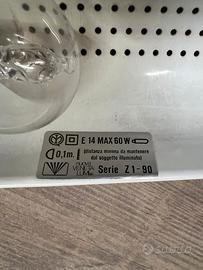 E 14 MAX 60 W
0,1m.
(distanza minima da mantenere
dal soggetto illuminato)
Serie Z1-90
subito